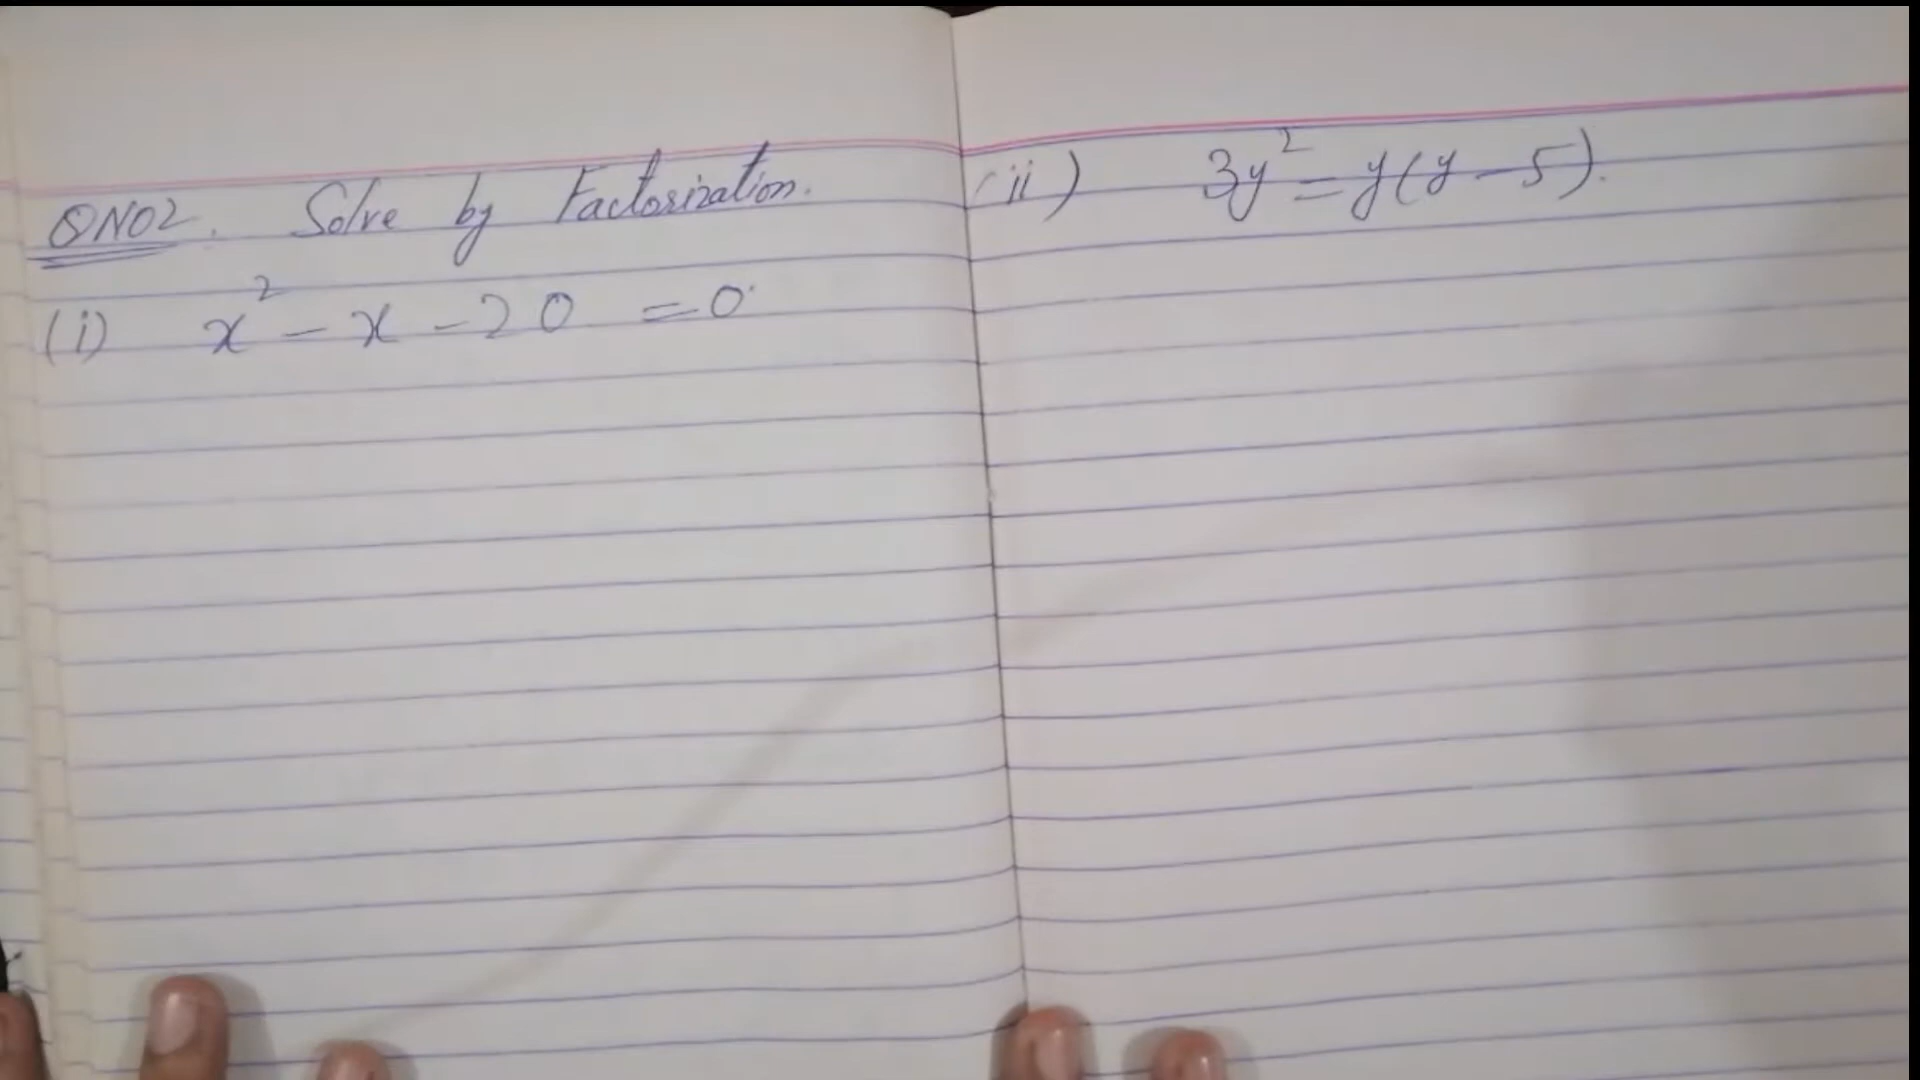 QNO2. Solve by Factorization.
(i) x² - x - 20 = 0
(ii) 3y² = y(y - 5).